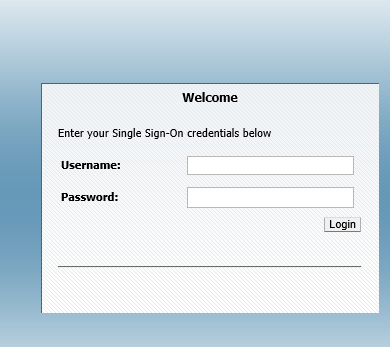 Welcome
Enter your Single Sign-On credentials below
Username:
Password:
Login